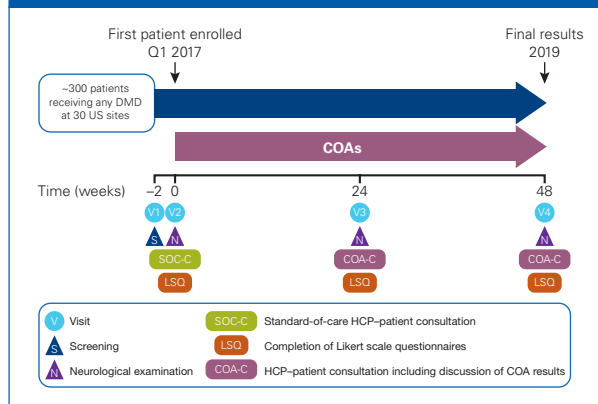 First patient enrolled
Q1 2017
Final results
2019
~300 patients
receiving any DMD
at 30 US sites
COAs
Time (weeks) –2 0 24 48
V1 V2 V3 V4
S N N N
SOC-C COA-C COA-C
LSQ LSQ LSQ
V Visit SOC-C Standard-of-care HCP–patient consultation
S Screening LSQ Completion of Likert scale questionnaires
N Neurological examination COA-C HCP–patient consultation including discussion of COA results